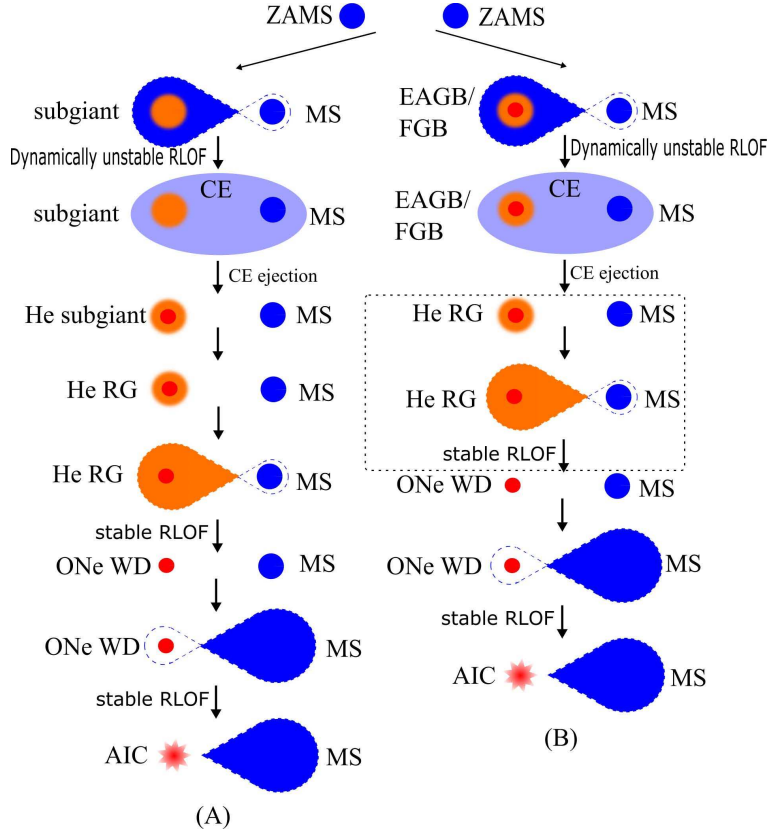 ZAMS
ZAMS
subgiant
MS
Dynamically unstable RLOF
CE
subgiant
MS
CE ejection
He subgiant
MS
He RG
MS
He RG
MS
stable RLOF
ONe WD
MS
ONe WD
MS
stable RLOF
AIC
MS
(A)
EAGB/
FGB
MS
Dynamically unstable RLOF
CE
EAGB/
FGB
MS
CE ejection
He RG
MS
He RG
MS
stable RLOF
ONe WD
MS
ONe WD
MS
stable RLOF
AIC
MS
(B)